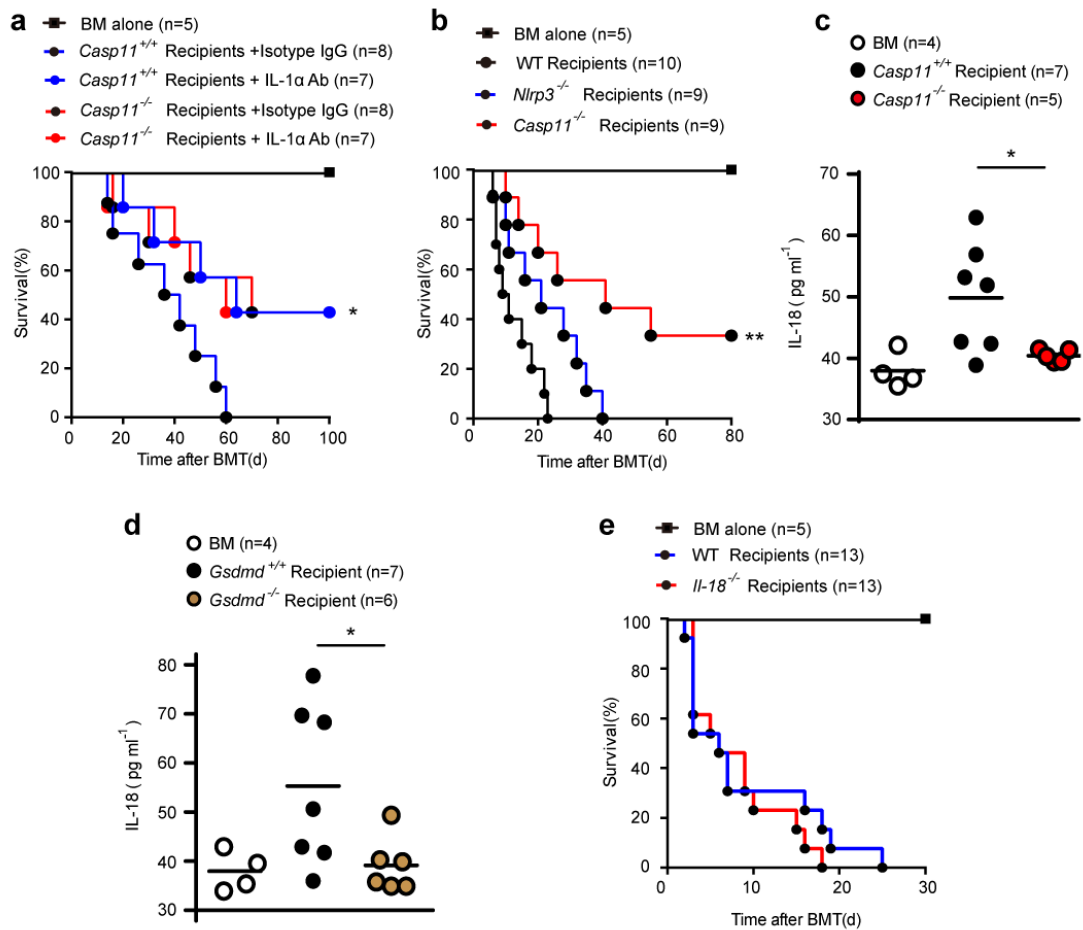 a
BM alone (n=5)
Casp11+/+ Recipients +Isotype IgG (n=8)
Casp11+/+ Recipients + IL-1α Ab (n=7)
Casp11-/- Recipients +Isotype IgG (n=8)
Casp11-/- Recipients + IL-1α Ab (n=7)
Survival(%)
100
80
60
40
20
0
*
0
20
40
60
80
100
Time after BMT(d)
b
BM alone (n=5)
WT Recipients (n=10)
Nlrp3-/- Recipients (n=9)
Casp11-/- Recipients (n=9)
Survival(%)
100
80
60
40
20
0
**
0
20
40
60
80
Time after BMT(d)
c
BM (n=4)
Casp11+/+ Recipient (n=7)
Casp11-/- Recipient (n=5)
*
IL-18 ( pg ml-1)
70
60
50
40
30
d
BM (n=4)
Gsdmd+/+ Recipient (n=7)
Gsdmd-/- Recipient (n=6)
*
IL-18 ( pg ml-1)
80
70
60
50
40
30
e
BM alone (n=5)
WT Recipients (n=13)
Il-18-/- Recipients (n=13)
Survival(%)
100
80
60
40
20
0
0
10
20
30
Time after BMT(d)